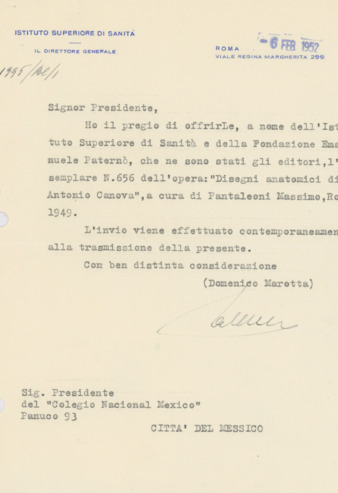 ISTITUTO SUPERIORE DI SANITÀ
IL DIRETTORE GENERALE
ROMA -6 FEB 1952
VIALE REGINA MARGHERITA 299
Signor Presidente,
Ho il pregio di offrirLe, a nome dell'Ist
tuto Superiore di Sanità e della Fondazione Ema
muele Paternò, che ne sono stati gli editori, l'
semplare N.656 dell'opera:"Disegni anatomici di
Antonio Canova",a cura di Pantaleoni Massimo,Ro
1949.
L'invio viene effettuato contemporaneamen
alla trasmissione della presente.
Con ben distinta considerazione
(Domenico Marotta)
Sig. Presidente
del "Colegio Nacional Mexico"
Panuco 93
CITTA' DEL MESSICO